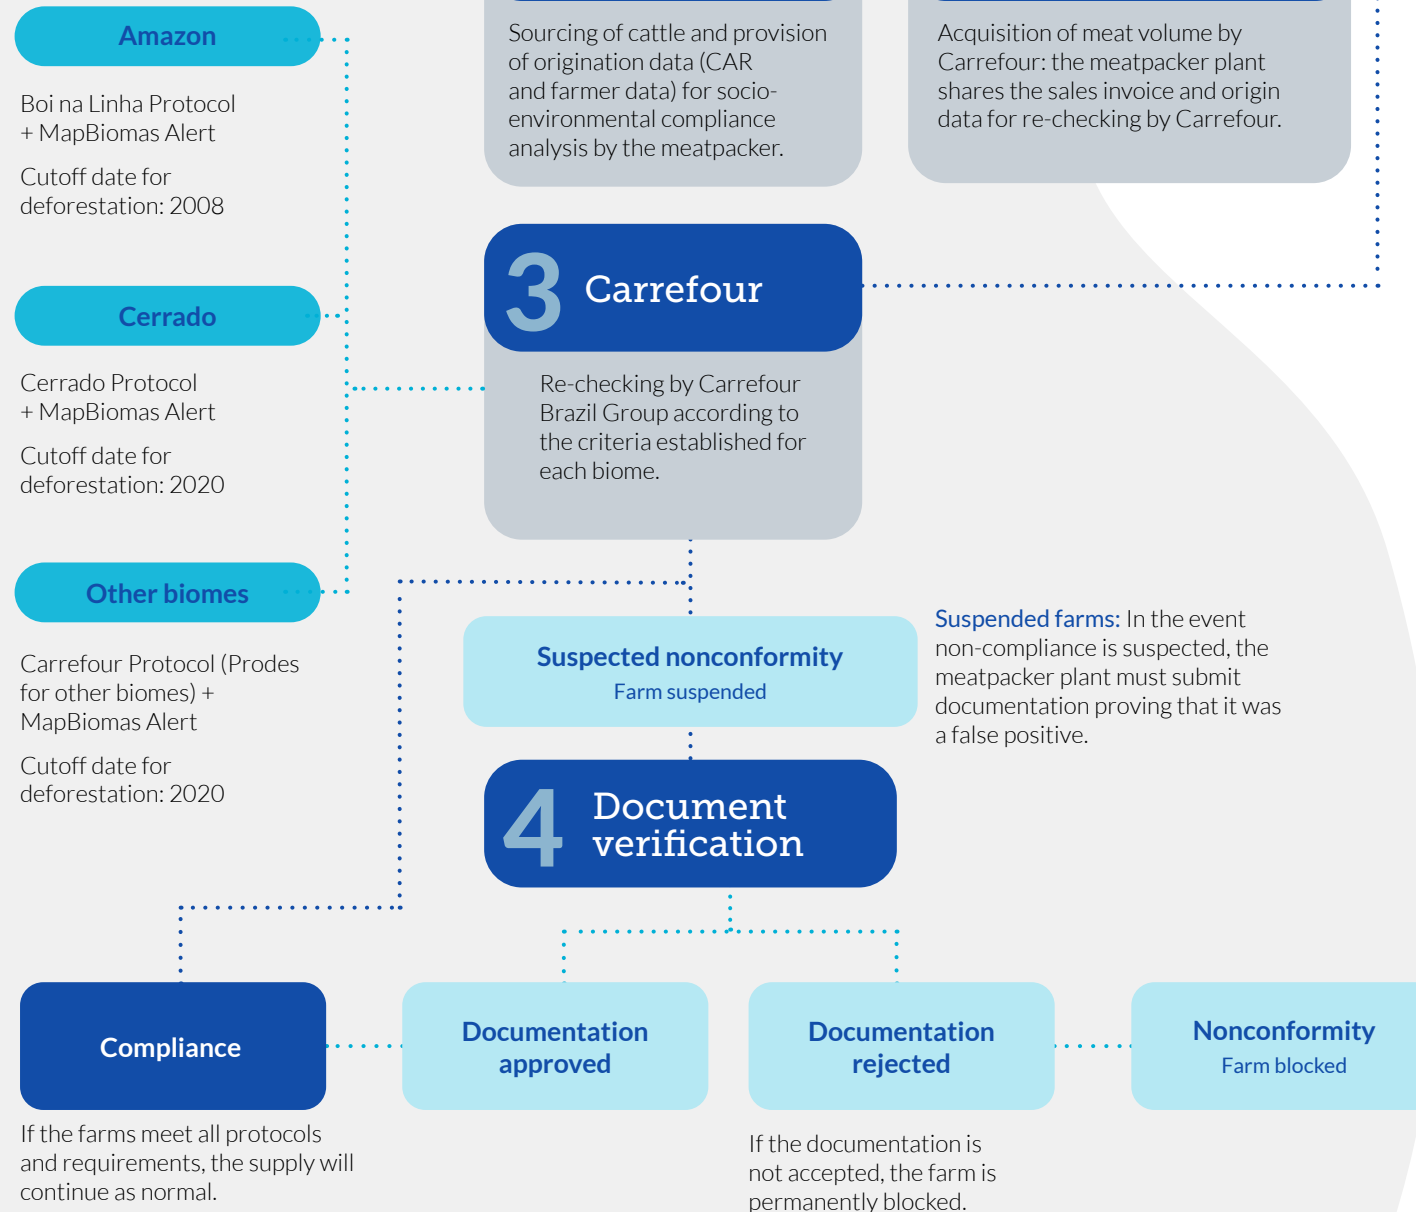 Sourcing of cattle and provision
of origination data (CAR
and farmer data) for socio-
environmental compliance
analysis by the meatpacker.
Acquisition of meat volume by
Carrefour: the meatpacker plant
shares the sales invoice and origin
data for re-checking by Carrefour.
Amazon
Boi na Linha Protocol
+ MapBiomas Alert
Cutoff date for
deforestation: 2008
Cerrado
Cerrado Protocol
+ MapBiomas Alert
Cutoff date for
deforestation: 2020
Other biomes
Carrefour Protocol (Prodes
for other biomes) +
MapBiomas Alert
Cutoff date for
deforestation: 2020
3 Carrefour
Re-checking by Carrefour
Brazil Group according to
the criteria established for
each biome.
Suspected nonconformity
Farm suspended
Suspended farms: In the event
non-compliance is suspected, the
meatpacker plant must submit
documentation proving that it was
a false positive.
4 Document
verification
Compliance
If the farms meet all protocols
and requirements, the supply will
continue as normal.
Documentation
approved
Documentation
rejected
If the documentation is
not accepted, the farm is
permanently blocked.
Nonconformity
Farm blocked